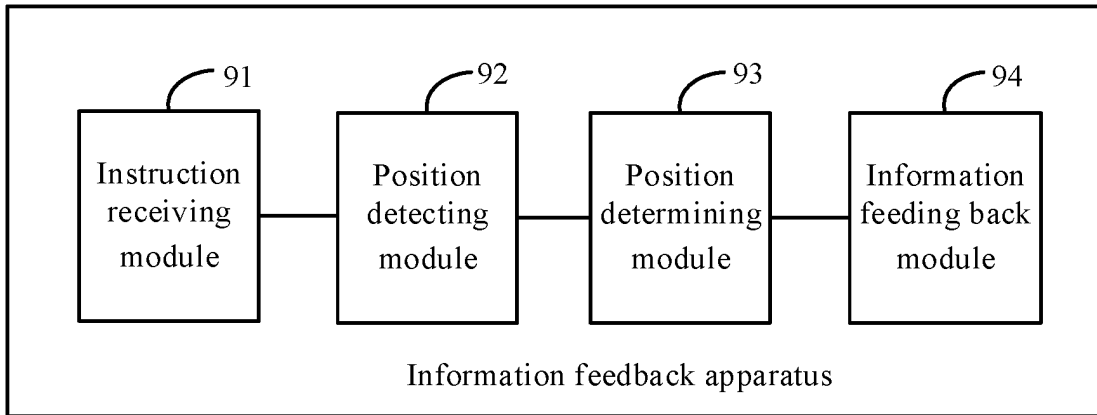 91
92
93
94
Instruction
receiving
module
Position
detecting
module
Position
determining
module
Information
feeding back
module
Information feedback apparatus